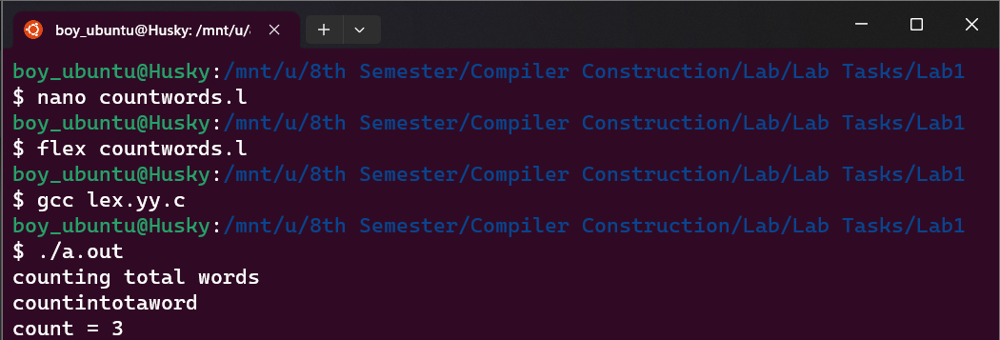 boy_ubuntu@Husky: /mnt/u/
boy_ubuntu@Husky:/mnt/u/8th Semester/Compiler Construction/Lab/Lab Tasks/Lab1
$ nano countwords.l
boy_ubuntu@Husky:/mnt/u/8th Semester/Compiler Construction/Lab/Lab Tasks/Lab1
$ flex countwords.l
boy_ubuntu@Husky:/mnt/u/8th Semester/Compiler Construction/Lab/Lab Tasks/Lab1
$ gcc lex.yy.c
boy_ubuntu@Husky:/mnt/u/8th Semester/Compiler Construction/Lab/Lab Tasks/Lab1
$ ./a.out
counting total words
countintotaword
count = 3